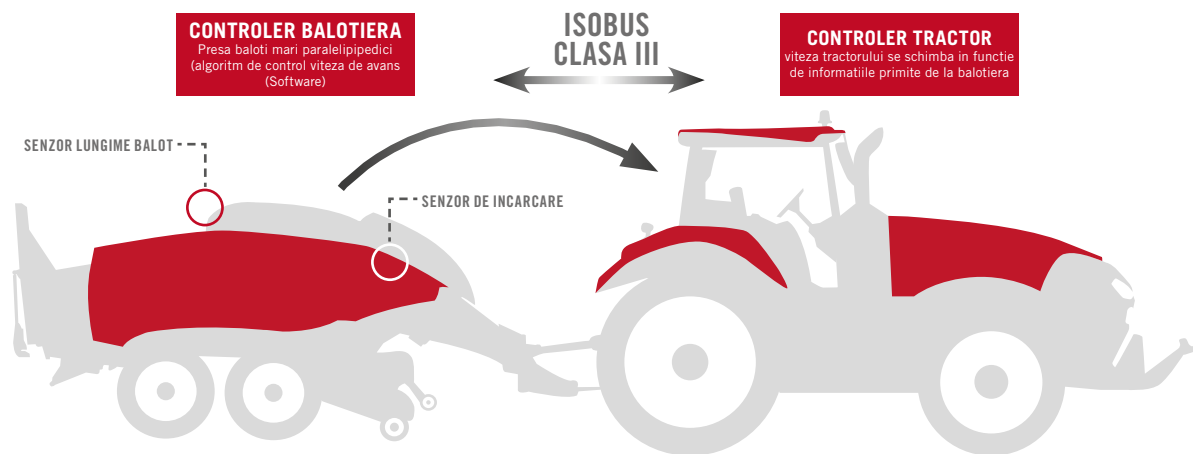 CONTROLER BALOTIERA
Presa baloti mari paralelipipedici
(algoritm de control viteza de avans
(Software)
ISOBUS
CLASA III
CONTROLER TRACTOR
viteza tractorului se schimba in functie
de informatiile primite de la balotiera
SENZOR LUNGIME BALOT
SENZOR DE INCARCARE